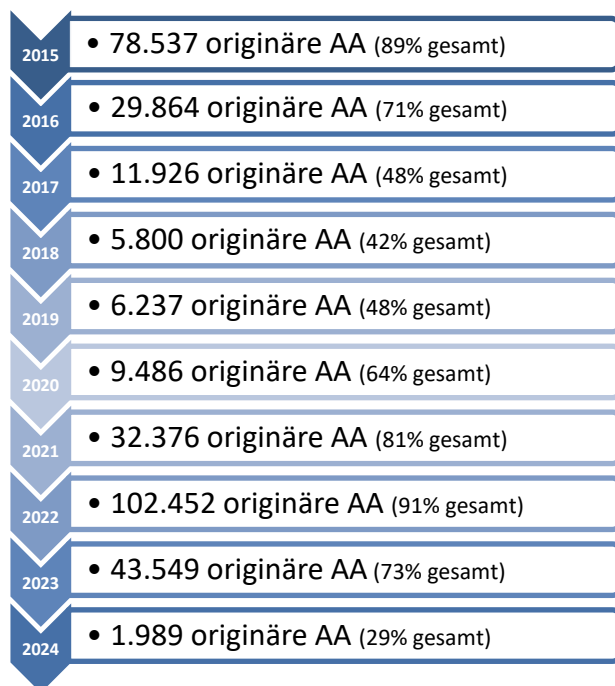 2015 • 78.537 originäre AA (89% gesamt)
2016 • 29.864 originäre AA (71% gesamt)
2017 • 11.926 originäre AA (48% gesamt)
2018 • 5.800 originäre AA (42% gesamt)
2019 • 6.237 originäre AA (48% gesamt)
2020 • 9.486 originäre AA (64% gesamt)
2021 • 32.376 originäre AA (81% gesamt)
2022 • 102.452 originäre AA (91% gesamt)
2023 • 43.549 originäre AA (73% gesamt)
2024 • 1.989 originäre AA (29% gesamt)